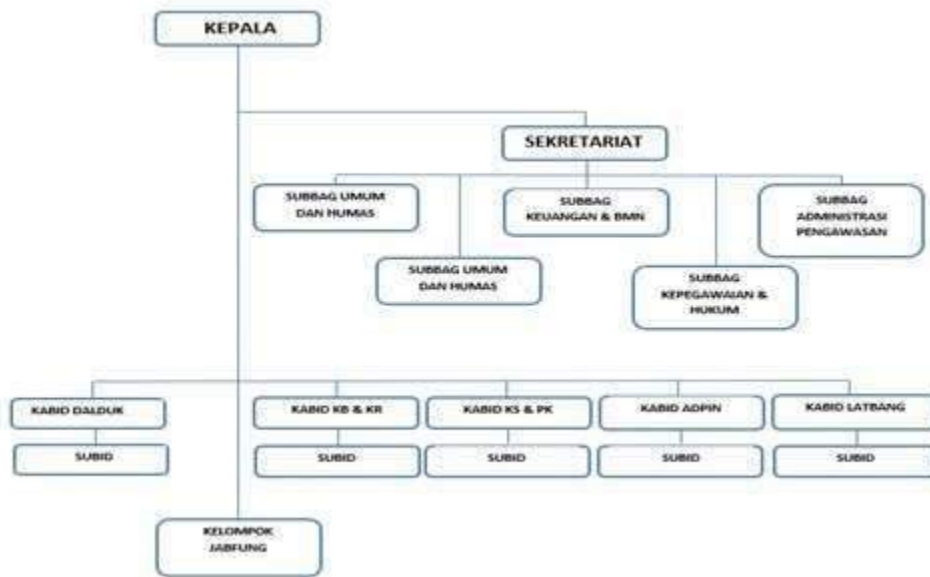 KEPALA
SEKRETARIAT
SUBBAG UMUM
DAN HUMAS
SUBBAG
KEUANGAN & BMN
SUBBAG
ADMINISTRASI
PENGAWASAN
SUBBAG UMUM
DAN HUMAS
SUBBAG
KEPEGAWAIAN &
HUKUM
KABID DALDUK
KABID KB & KR
KABID KS & PK
KABID ADPIN
KABID LATBANG
SUBID
SUBID
SUBID
SUBID
SUBID
KELOMPOK
JABFUNG